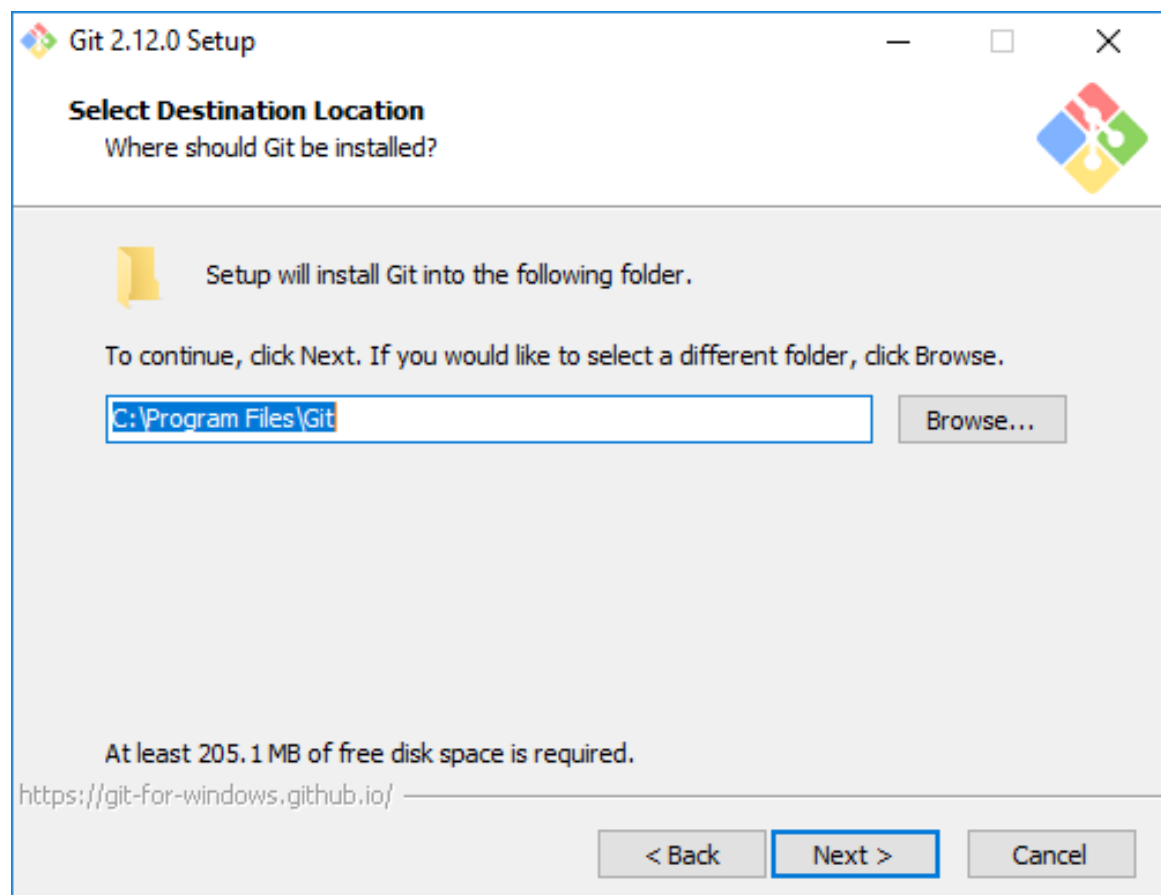 Git 2.12.0 Setup
Select Destination Location
Where should Git be installed?
Setup will install Git into the following folder.
To continue, click Next. If you would like to select a different folder, click Browse.
C:\Program Files\Git
Browse...
At least 205.1 MB of free disk space is required.
https://git-for-windows.github.io/
< Back
Next >
Cancel